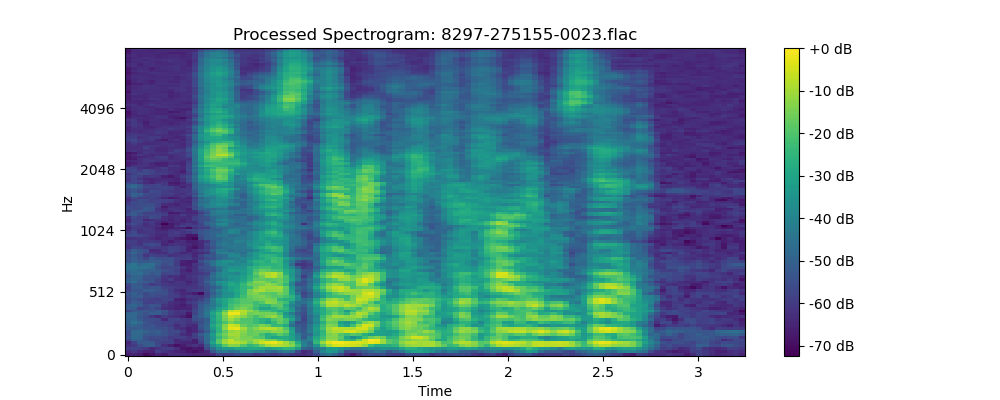 Processed Spectrogram: 8297-275155-0023.flac
Hz
4096
2048
1024
512
0
0 0.5 1 1.5 2 2.5 3
Time
+0 dB
-10 dB
-20 dB
-30 dB
-40 dB
-50 dB
-60 dB
-70 dB